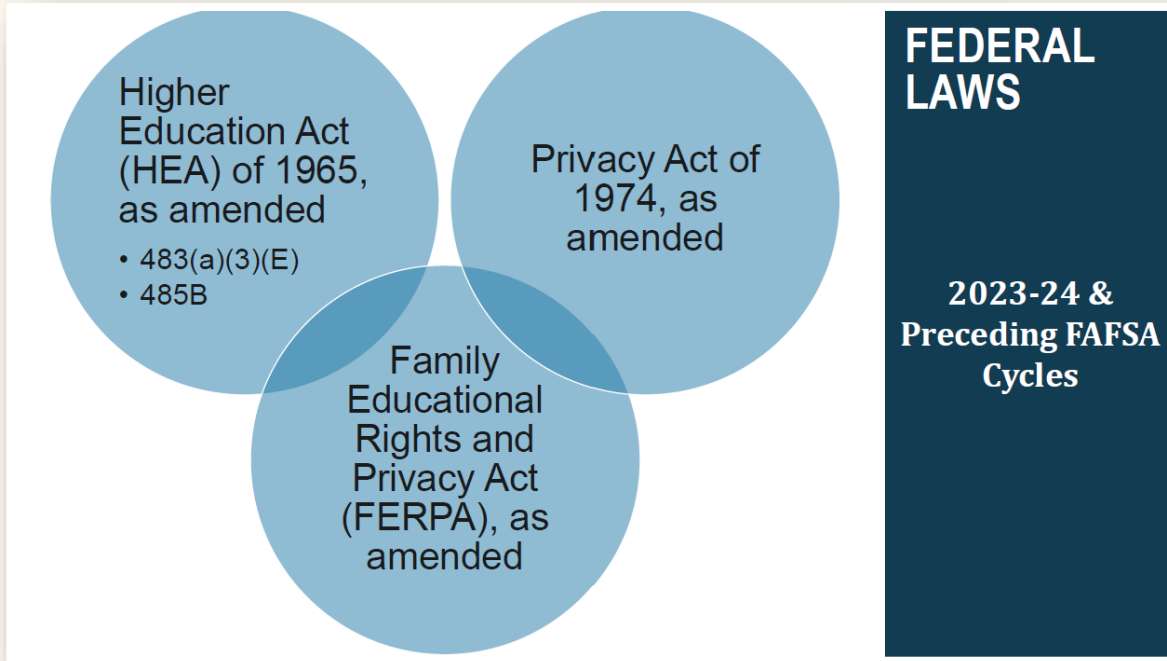 Higher
Education Act
(HEA) of 1965,
as amended
• 483(a)(3)(E)
• 485B
Privacy Act of
1974, as
amended
Family
Educational
Rights and
Privacy Act
(FERPA), as
amended
FEDERAL
LAWS
2023-24 &
Preceding FAFSA
Cycles